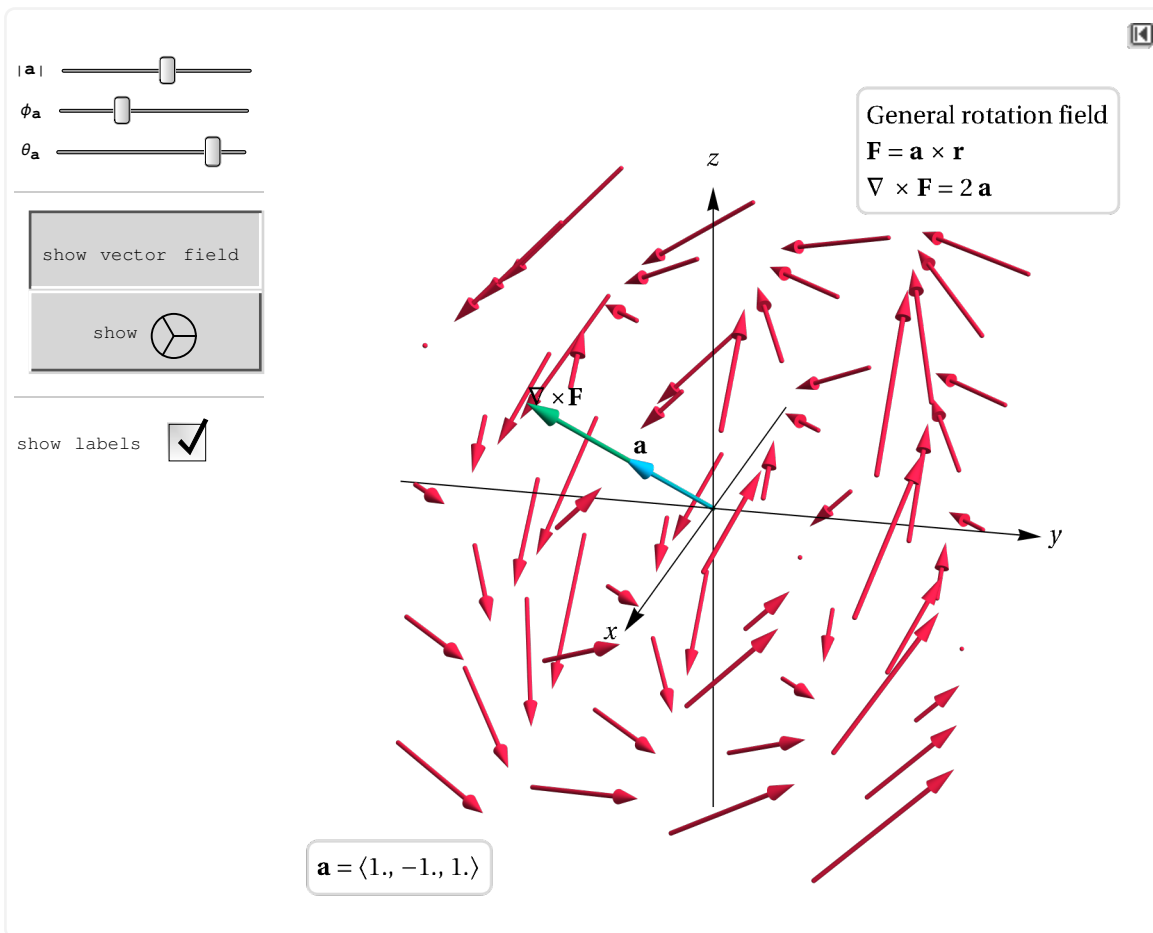 |a|
ϕa
θa
show vector field
show
show labels
General rotation field
F = a × r
∇ × F = 2 a
z
∇ × F
a
y
x
a = ⟨1., −1., 1.⟩